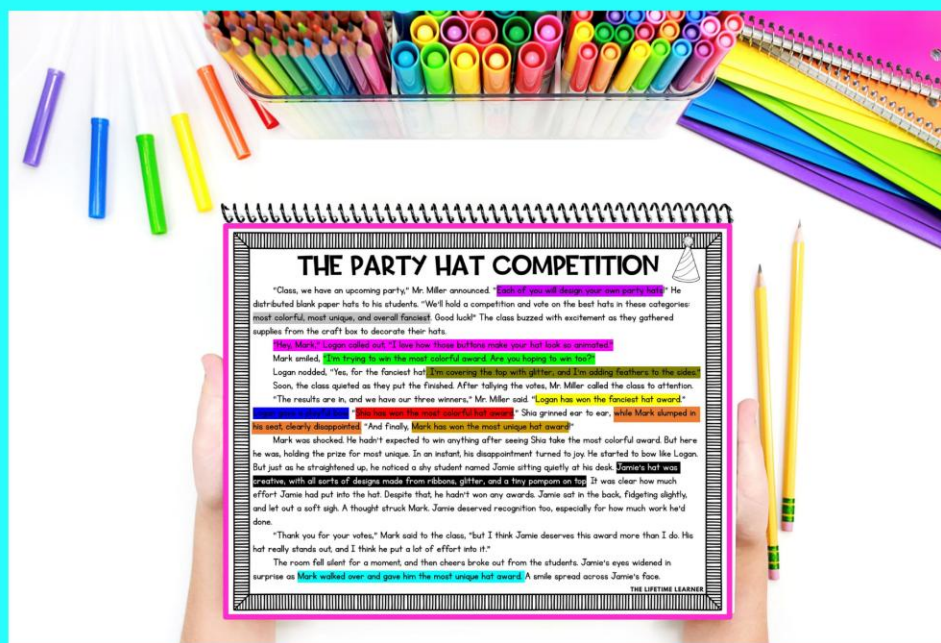 THE PARTY HAT COMPETITION
"Class, we have an upcoming party," Mr. Miller announced. "Each of you will design your own party hats!" He
distributed blank paper hats to his students. "We'll hold a competition and vote on the best hats in these categories:
most colorful, most unique, and overall fanciest. Good luck!" The class buzzed with excitement as they gathered
supplies from the craft box to decorate their hats.
"Hey, Mark," Logan called out, "I love how those buttons make your hat look so animated."
Mark smiled, "I'm trying to win the most colorful award. Are you hoping to win too?"
Logan nodded, "Yes, for the fanciest hat. I'm covering the top with glitter, and I'm adding feathers to the sides."
Soon, the class quieted as they put the finished. After tallying the votes, Mr. Miller called the class to attention.
"The results are in, and we have our three winners," Mr. Miller said. "Logan has won the fanciest hat award."
Logan gave a playful bow. "Shia has won the most colorful hat award." Shia grinned ear to ear, while Mark slumped in
his seat, clearly disappointed. "And finally, Mark has won the most unique hat award!"
Mark was shocked. He hadn't expected to win anything after seeing Shia take the most colorful award. But here
he was, holding the prize for most unique. In an instant, his disappointment turned to joy. He started to bow like Logan.
But just as he straightened up, he noticed a shy student named Jamie sitting quietly at his desk. Jamie's hat was
creative, with all sorts of designs made from ribbons, glitter, and a tiny pompom on top. It was clear how much
effort Jamie had put into the hat. Despite that, he hadn't won any awards. Jamie sat in the back, fidgeting slightly,
and let out a soft sigh. A thought struck Mark. Jamie deserved recognition too, especially for how much work he'd
done.
"Thank you for your votes," Mark said to the class, "but I think Jamie deserves this award more than I do. His
hat really stands out, and I think he put a lot of effort into it."
The room fell silent for a moment, and then cheers broke out from the students. Jamie's eyes widened in
surprise as Mark walked over and gave him the most unique hat award. A smile spread across Jamie's face.
THE LIFETIME LEARNER